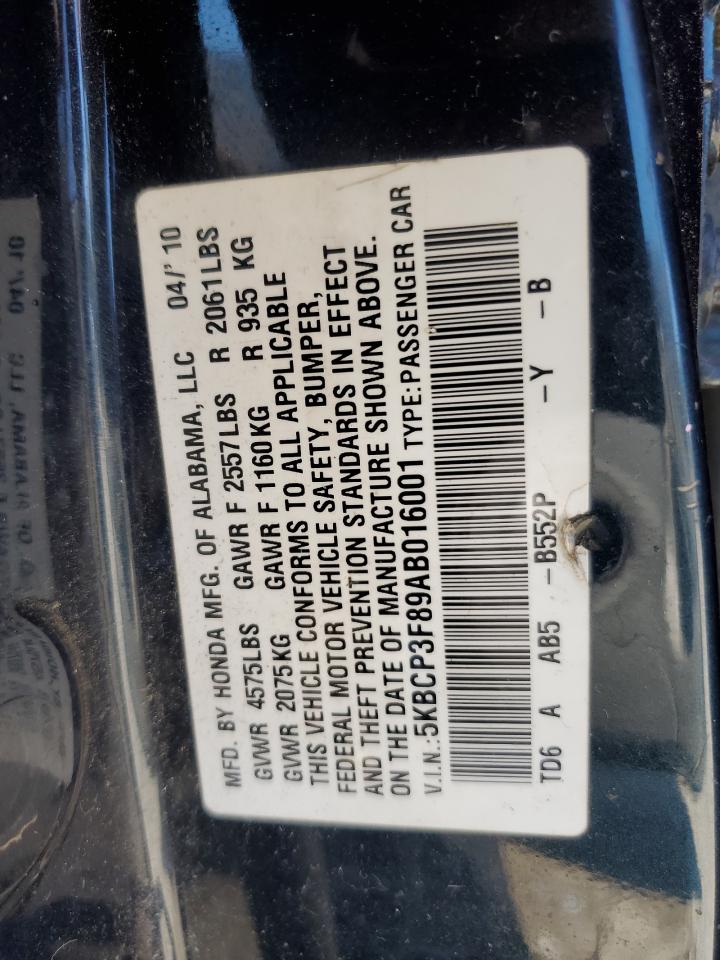 MFD. BY HONDA MFG. OF ALABAMA, LLC 04/'10
GVWR 4575LBS GAWR F 2557LBS R 2061LBS
GVWR 2075KG GAWR F 1160KG R 935 KG
THIS VEHICLE CONFORMS TO ALL APPLICABLE
FEDERAL MOTOR VEHICLE SAFETY, BUMPER,
AND THEFT PREVENTION STANDARDS IN EFFECT
ON THE DATE OF MANUFACTURE SHOWN ABOVE.
V.I.N.: 5KBCP3F89AB016001 TYPE: PASSENGER CAR
TD6 A AB5 -B552P -Y -B